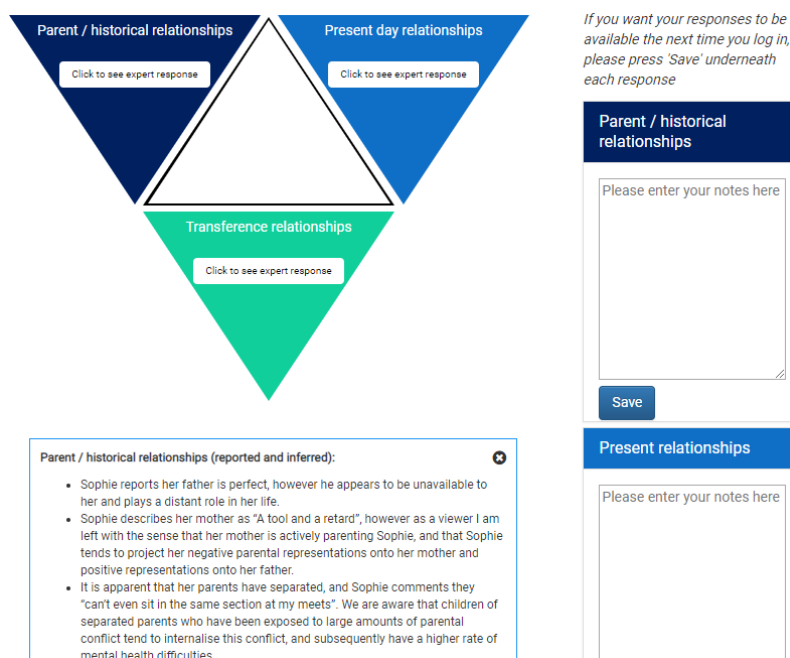 Parent / historical relationships
Click to see expert response
Present day relationships
Click to see expert response
Transference relationships
Click to see expert response
Parent / historical relationships (reported and inferred):
Sophie reports her father is perfect, however he appears to be unavailable to
her and plays a distant role in her life.
Sophie describes her mother as “A tool and a retard”, however as a viewer I am
left with the sense that her mother is actively parenting Sophie, and that Sophie
tends to project her negative parental representations onto her mother and
positive representations onto her father.
It is apparent that her parents have separated, and Sophie comments they
“can’t even sit in the same section at my meets”. We are aware that children of
separated parents who have been exposed to large amounts of parental
conflict tend to internalise this conflict, and subsequently have a higher rate of
mental health difficulties
If you want your responses to be
available the next time you log in,
please press 'Save' underneath
each response
Parent / historical
relationships
Please enter your notes here
Save
Present relationships
Please enter your notes here